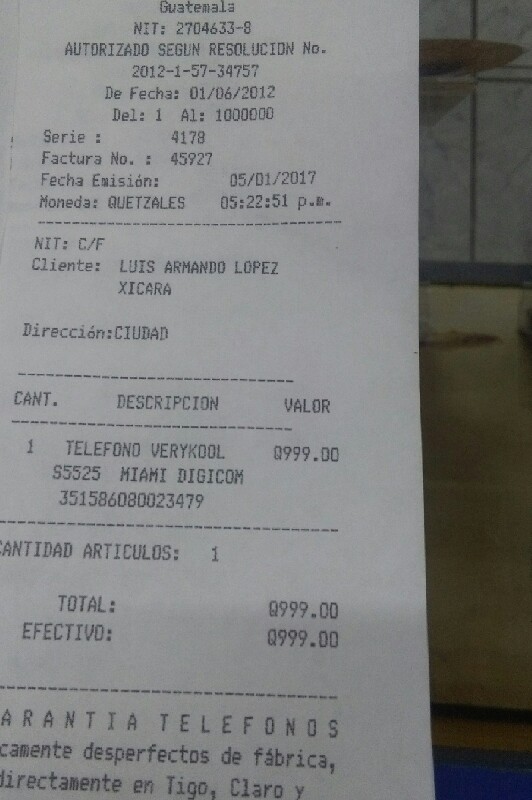 Guatemala
NIT: 2704633-8
AUTORIZADO SEGUN RESOLUCION No.
2012-1-57-34757
De Fecha: 01/06/2012
Del: 1 Al: 1000000
Serie : 4178
Factura No. : 45927
Fecha Emisión: 05/01/2017
Moneda: QUETZALES 05:22:51 p.m.
NIT: C/F
Cliente: LUIS ARMANDO LOPEZ
XICARA
Dirección:CIUDAD
CANT. DESCRIPCION VALOR
1 TELEFONO VERYKOOL Q999.00
S5525 MIAMI DIGICOM
351586080023479
CANTIDAD ARTICULOS: 1
TOTAL: Q999.00
EFECTIVO: Q999.00
ARANTIA TELEFONOS
camente desperfectos de fábrica,
directamente en Tigo, Claro y